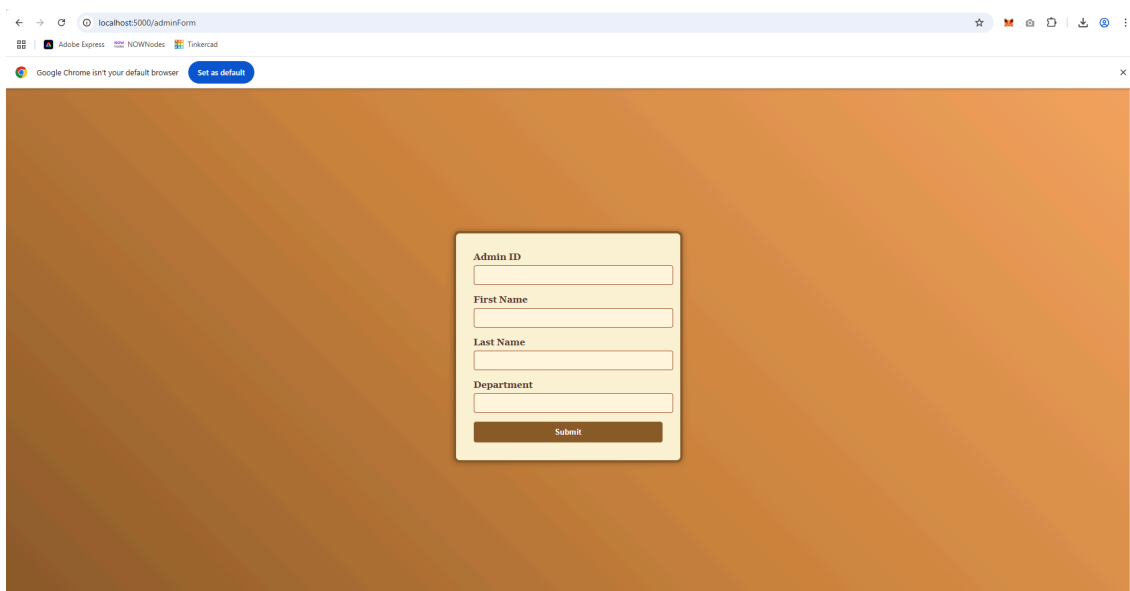 localhost:5000/adminForm
Adobe Express NOWNodes Tinkercad
Google Chrome isn't your default browser Set as default
Admin ID
First Name
Last Name
Department
Submit